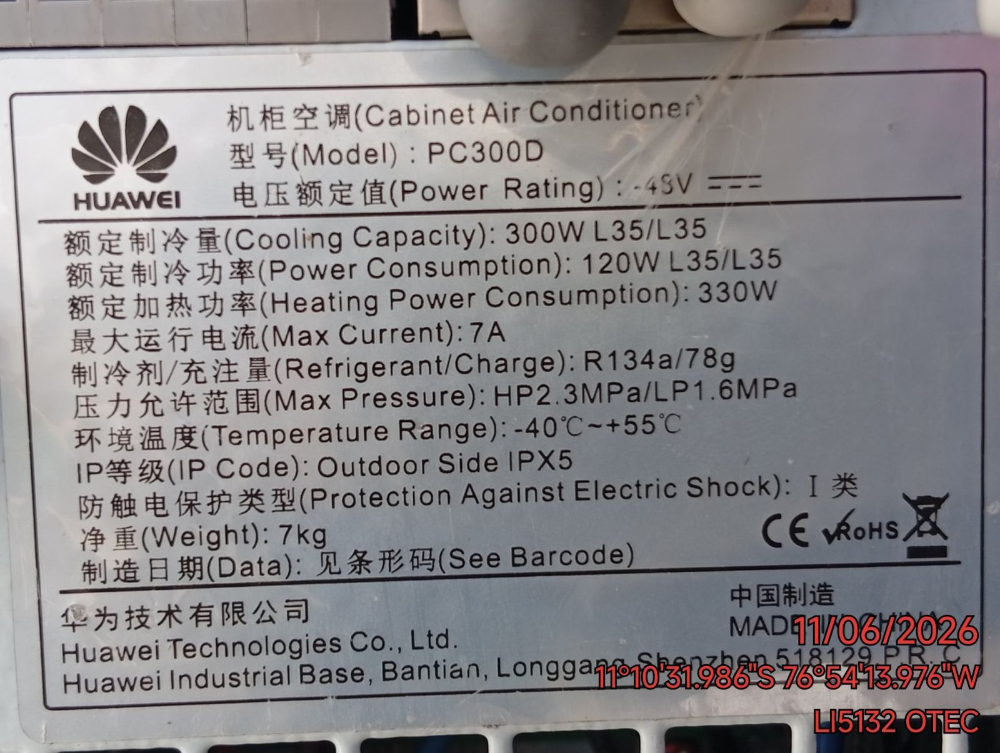 HUAWEI
机柜空调(Cabinet Air Conditioner)
型号(Model) : PC300D
电压额定值(Power Rating) : -48V
额定制冷量(Cooling Capacity): 300W L35/L35
额定制冷功率(Power Consumption): 120W L35/L35
额定加热功率(Heating Power Consumption): 330W
最大运行电流(Max Current): 7A
制冷剂/充注量(Refrigerant/Charge): R134a/78g
压力允许范围(Max Pressure): HP2.3MPa/LP1.6MPa
环境温度(Temperature Range): -40℃~+55℃
IP等级(IP Code): Outdoor Side IPX5
防触电保护类型(Protection Against Electric Shock): I 类
净重(Weight): 7kg
CE RoHS
制造日期(Data): 见条形码(See Barcode)
华为技术有限公司
中国制造
MADE IN CHINA
Huawei Technologies Co., Ltd.
Huawei Industrial Base, Bantian, Longgang Shenzhen 518129 P.R. C
11/06/2026
11°10'31.986"S 76°54'13.976"W
LI5132 OTEC